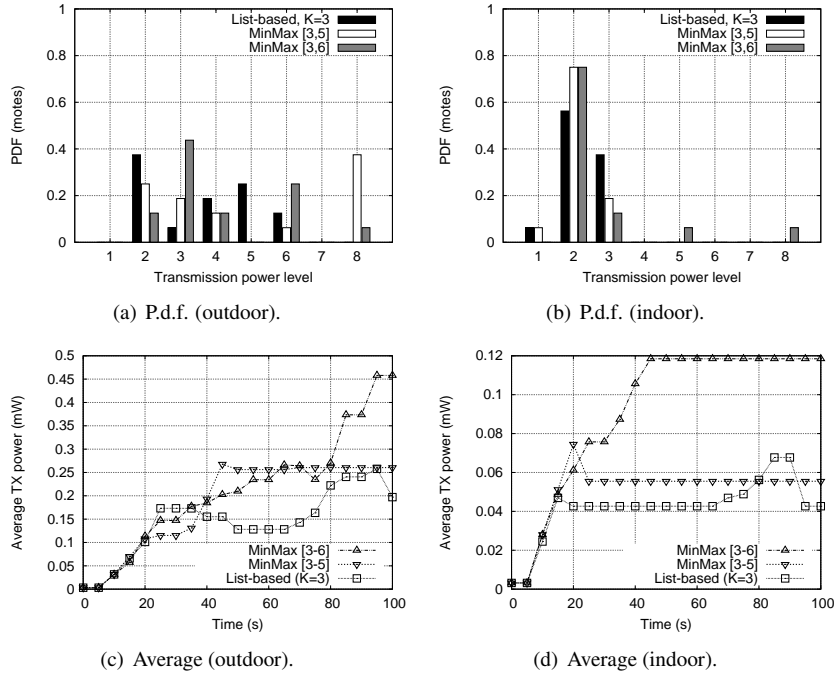 List-based, K=3
MinMax [3,5]
MinMax [3,6]
1
0.8
0.6
0.4
0.2
0
PDF (motes)
1 2 3 4 5 6 7 8
Transmission power level
(a) P.d.f. (outdoor).
List-based, K=3
MinMax [3,5]
MinMax [3,6]
1
0.8
0.6
0.4
0.2
0
PDF (motes)
1 2 3 4 5 6 7 8
Transmission power level
(b) P.d.f. (indoor).
0.5
0.45
0.4
0.35
0.3
0.25
0.2
0.15
0.1
0.05
0
Average TX power (mW)
MinMax [3-6]
MinMax [3-5]
List-based (K=3)
0 20 40 60 80 100
Time (s)
(c) Average (outdoor).
0.12
0.1
0.08
0.06
0.04
0.02
0
Average TX power (mW)
MinMax [3-6]
MinMax [3-5]
List-based (K=3)
0 20 40 60 80 100
Time (s)
(d) Average (indoor).